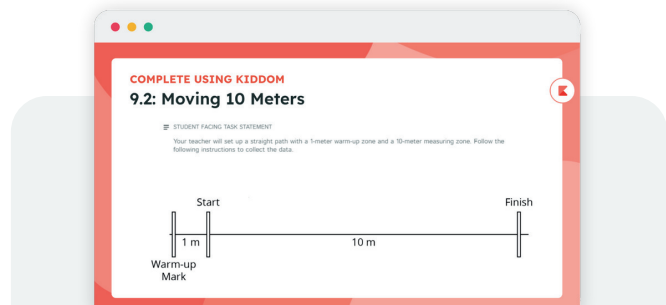 COMPLETE USING KIDDOM
9.2: Moving 10 Meters
STUDENT FACING TASK STATEMENT
Your teacher will set up a straight path with a 1-meter warm-up zone and a 10-meter measuring zone. Follow the
following instructions to collect the data.
Start
Finish
1 m
10 m
Warm-up
Mark